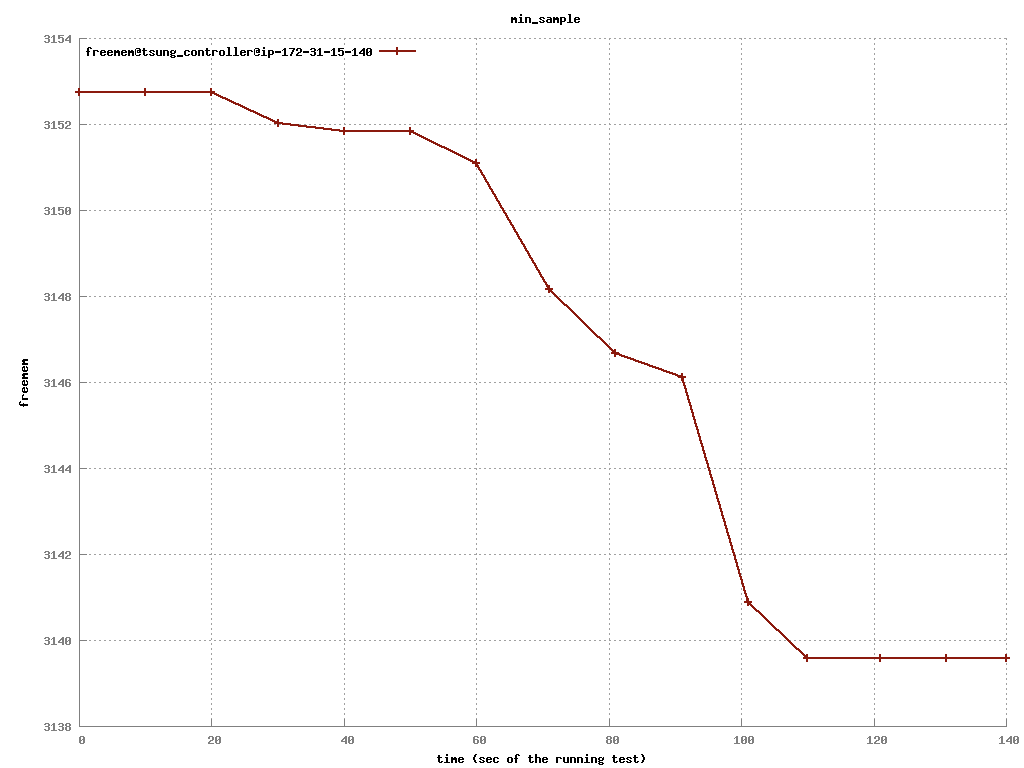 min_sample
freemem@tsung_controller@ip-172-31-15-140
3154
3152
3150
3148
3146
3144
3142
3140
3138
freemem
0 20 40 60 80 100 120 140
time (sec of the running test)